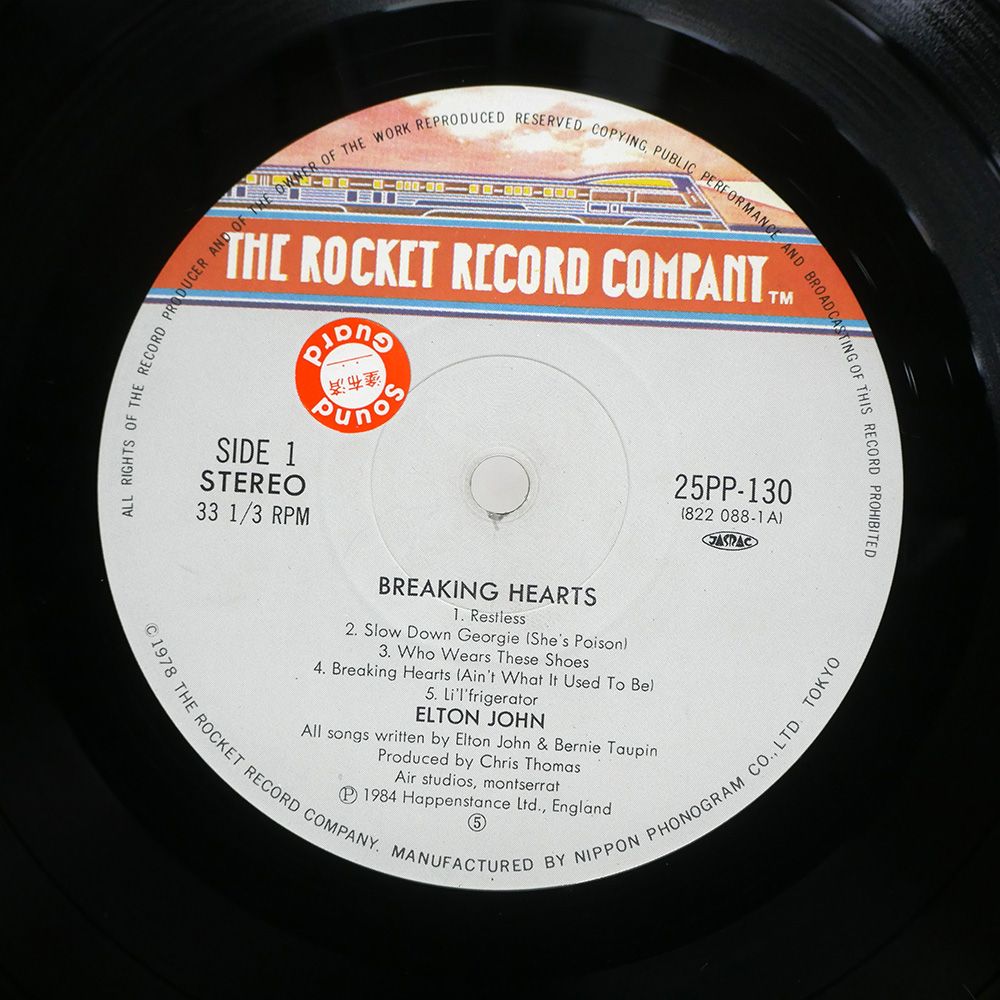 ALL RIGHTS OF THE RECORD PRODUCER AND OF THE OWNER OF THE WORK REPRODUCED RESERVED COPYING, PUBLIC PERFORMANCE AND BROADCASTING OF THIS RECORD PROHIBITED
THE ROCKET RECORD COMPANY TM
Sound Guard
塗布済
SIDE 1
STEREO
33 1/3 RPM
25PP-130
(822 088-1A)
JASRAC
BREAKING HEARTS
1. Restless
2. Slow Down Georgie (She's Poison)
3. Who Wears These Shoes
4. Breaking Hearts (Ain't What It Used To Be)
5. Li'l'frigerator
ELTON JOHN
All songs written by Elton John & Bernie Taupin
Produced by Chris Thomas
Air studios, montserrat
Ⓟ 1984 Happenstance Ltd., England
⑤
© 1978 THE ROCKET RECORD COMPANY. MANUFACTURED BY NIPPON PHONOGRAM CO., LTD. TOKYO